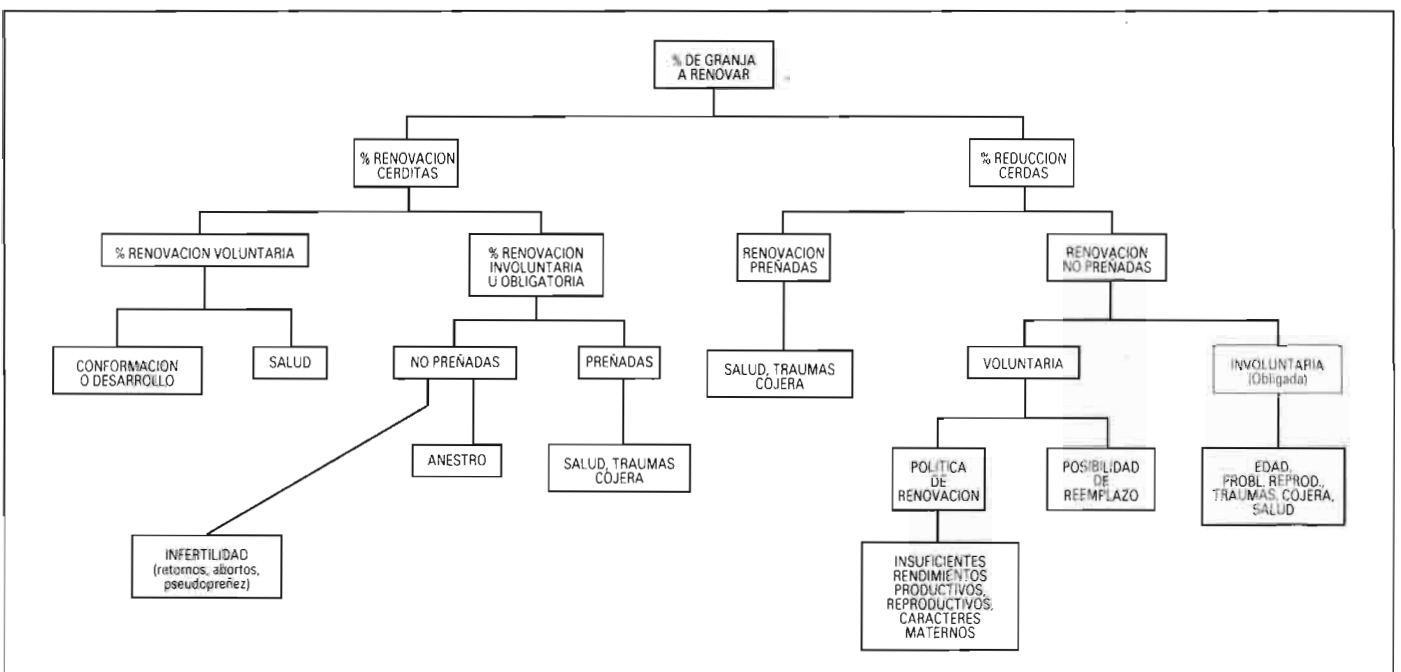 % DE GRANJA
A RENOVAR
% RENOVACION
CERDITAS
% REDUCCION
CERDAS
% RENOVACION VOLUNTARIA
% RENOVACION
INVOLUNTARIA
U OBLIGATORIA
RENOVACION
PREÑADAS
RENOVACION
NO PREÑADAS
CONFORMACION
O DESARROLLO
SALUD
NO PREÑADAS
PREÑADAS
SALUD, TRAUMAS
COJERA
VOLUNTARIA
INVOLUNTARIA
(Obligada)
ANESTRO
SALUD, TRAUMAS
COJERA
POLITICA
DE
RENOVACION
POSIBILIDAD
DE
REEMPLAZO
EDAD,
PROBL. REPROD.,
TRAUMAS, COJERA,
SALUD
INFERTILIDAD
(retornos, abortos,
pseudopreñez)
INSUFICIENTES
RENDIMIENTOS
PRODUCTIVOS,
REPRODUCTIVOS,
CARACTERES
MATERNOS